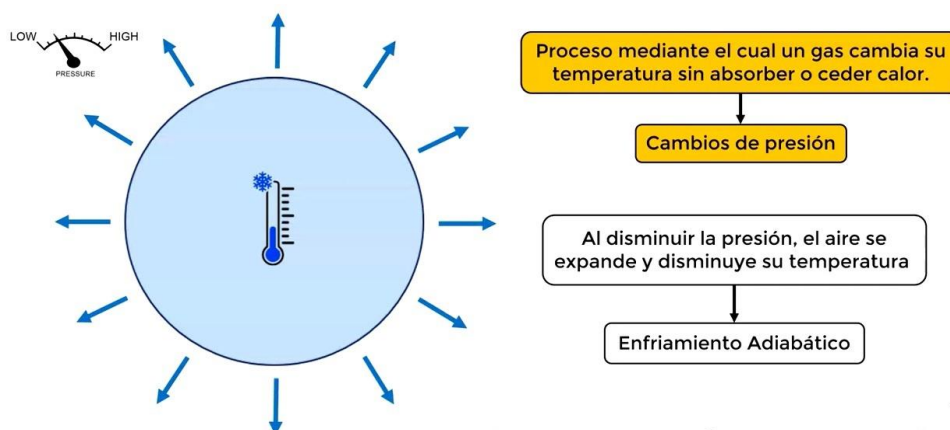 LOW HIGH
PRESSURE
Proceso mediante el cual un gas cambia su
temperatura sin absorber o ceder calor.
Cambios de presión
Al disminuir la presión, el aire se
expande y disminuye su temperatura
Enfriamiento Adiabático